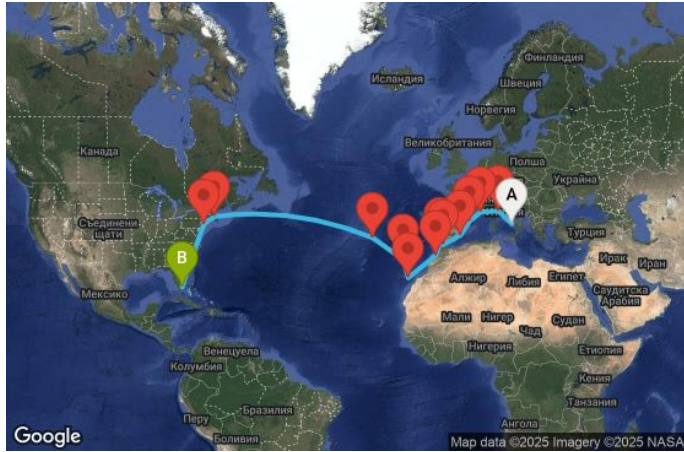 Исландия
Финландия
Швеция
Норвегия
Канада
Великобритания
Полша
Украйна
A
Съединени
щати
B
Турция
Мексико
Алжир
Либия
Египет
Ирак
Иран
Саудитска
Арабия
Мали
Нигер
Чад
Судан
Нигерия
Етиопия
Венецуела
Колумбия
Кения
Танзания
Перу
Бразилия
Ангола
Боливия
Google
Map data ©2025 Imagery ©2025 NASA